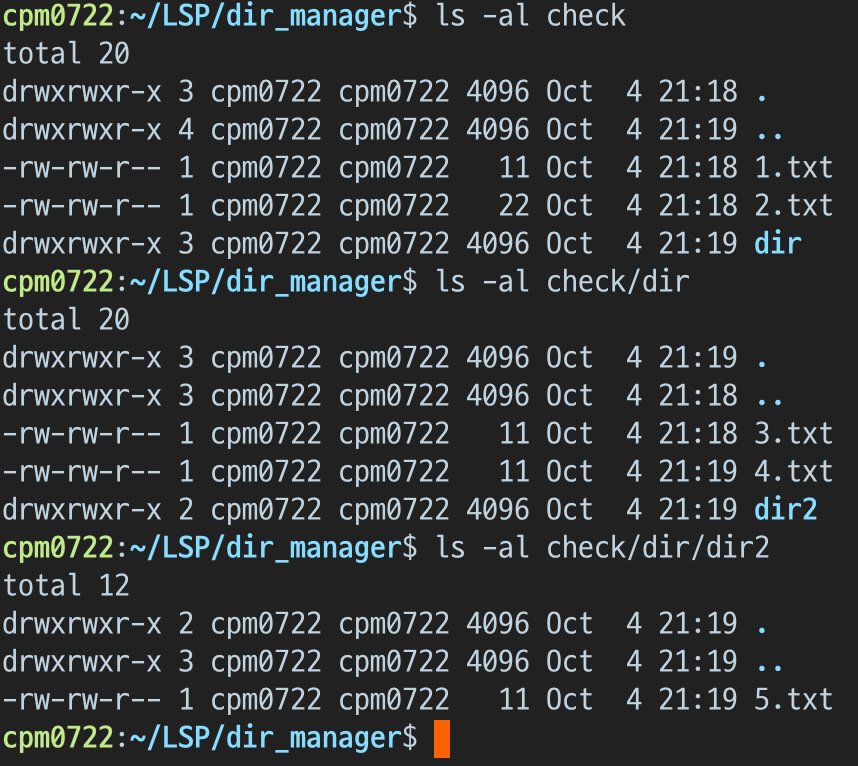 cpm0722:~/LSP/dir_manager$ ls -al check
total 20
drwxrwxr-x 3 cpm0722 cpm0722 4096 Oct  4 21:18 .
drwxrwxr-x 4 cpm0722 cpm0722 4096 Oct  4 21:19 ..
-rw-rw-r-- 1 cpm0722 cpm0722   11 Oct  4 21:18 1.txt
-rw-rw-r-- 1 cpm0722 cpm0722   22 Oct  4 21:18 2.txt
drwxrwxr-x 3 cpm0722 cpm0722 4096 Oct  4 21:19 dir
cpm0722:~/LSP/dir_manager$ ls -al check/dir
total 20
drwxrwxr-x 3 cpm0722 cpm0722 4096 Oct  4 21:19 .
drwxrwxr-x 3 cpm0722 cpm0722 4096 Oct  4 21:18 ..
-rw-rw-r-- 1 cpm0722 cpm0722   11 Oct  4 21:18 3.txt
-rw-rw-r-- 1 cpm0722 cpm0722   11 Oct  4 21:19 4.txt
drwxrwxr-x 2 cpm0722 cpm0722 4096 Oct  4 21:19 dir2
cpm0722:~/LSP/dir_manager$ ls -al check/dir/dir2
total 12
drwxrwxr-x 2 cpm0722 cpm0722 4096 Oct  4 21:19 .
drwxrwxr-x 3 cpm0722 cpm0722 4096 Oct  4 21:19 ..
-rw-rw-r-- 1 cpm0722 cpm0722   11 Oct  4 21:19 5.txt
cpm0722:~/LSP/dir_manager$